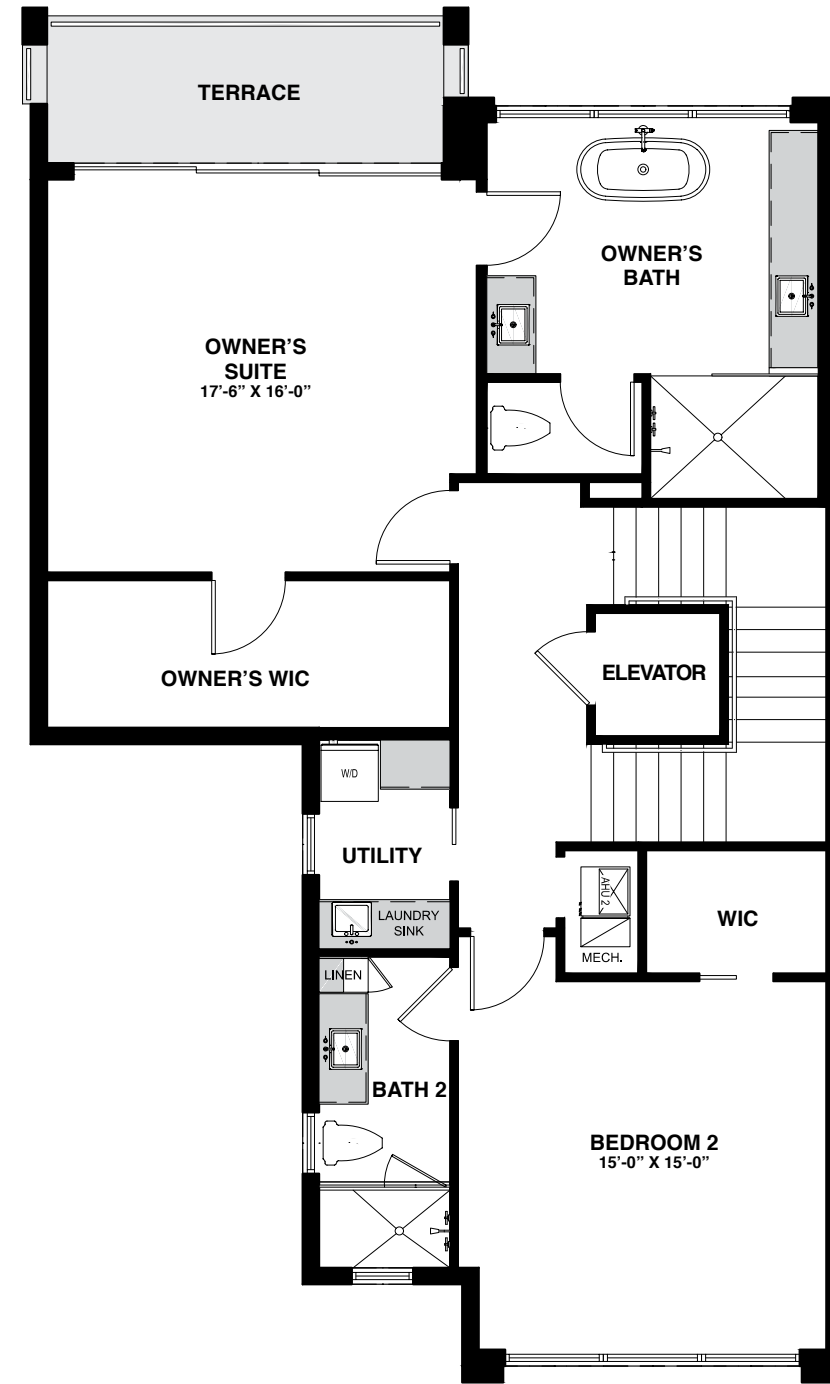 TERRACE
OWNER'S
BATH
OWNER'S
SUITE
17'-6" X 16'-0"
OWNER'S WIC
ELEVATOR
W/D
UTILITY
LAUNDRY
SINK
AHU 2
MECH.
WIC
LINEN
BATH 2
BEDROOM 2
15'-0" X 15'-0"